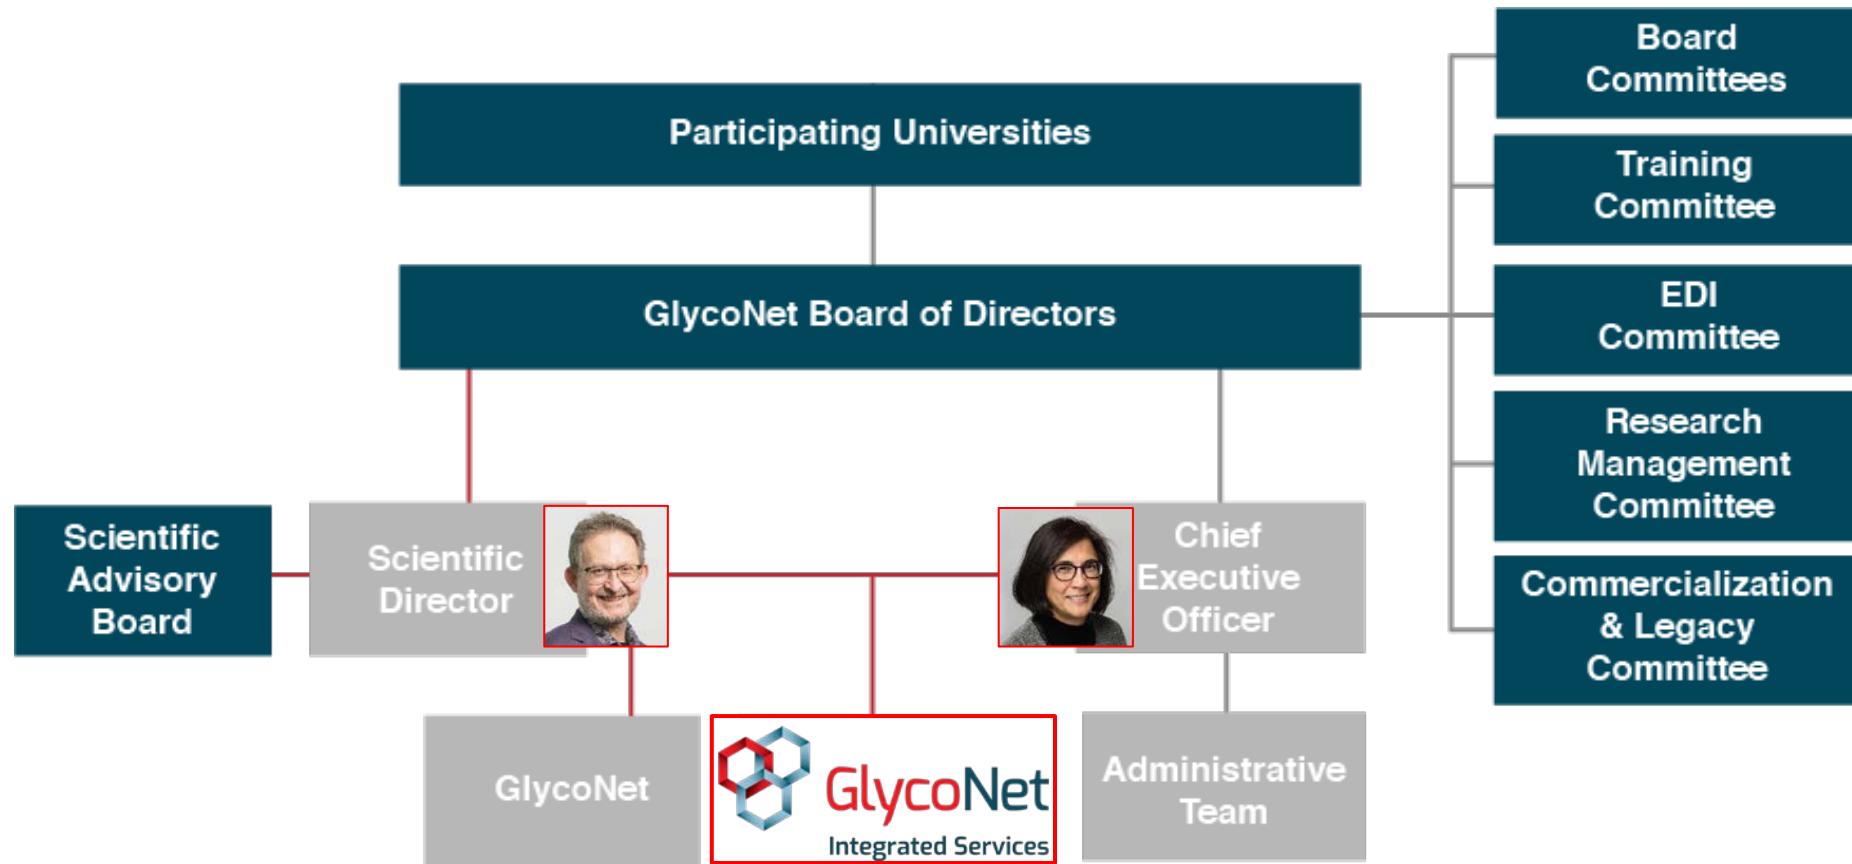 Participating Universities
GlycoNet Board of Directors
Board
Committees
Training
Committee
EDI
Committee
Research
Management
Committee
Commercialization
& Legacy
Committee
Scientific
Advisory
Board
Scientific
Director
Chief
Executive
Officer
GlycoNet
GlycoNet
Integrated Services
Administrative
Team